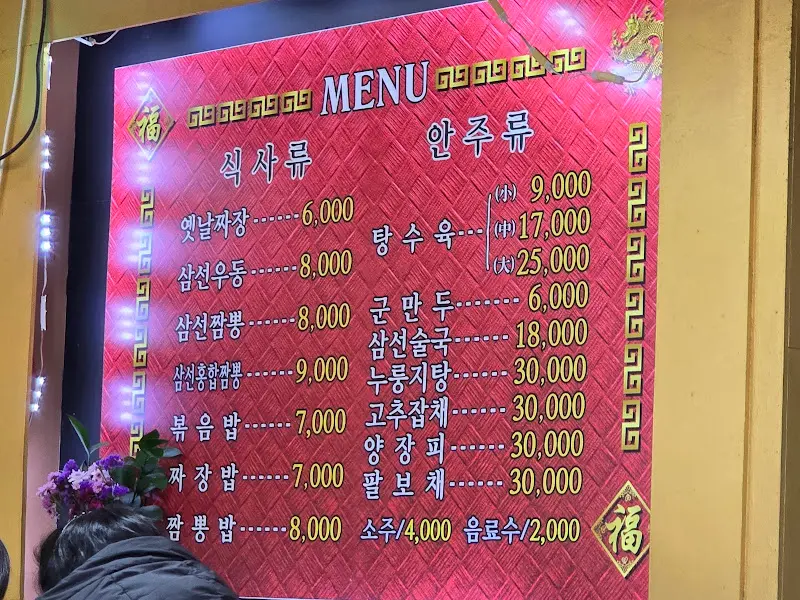 MENU
福
식사류
옛날짜장 ------ 6,000
삼선우동 ------ 8,000
삼선짬뽕 ------ 8,000
삼선홍합짬뽕 ------ 9,000
볶음밥 ------ 7,000
짜장밥 ------ 7,000
짬뽕밥 ------ 8,000
안주류
탕수육 --- (小) 9,000
(中) 17,000
(大) 25,000
군만두 ------- 6,000
삼선술국 ------ 18,000
누룽지탕 ------ 30,000
고추잡채 ------ 30,000
양장피 ------ 30,000
팔보채 ------ 30,000
소주/4,000 음료수/2,000
福